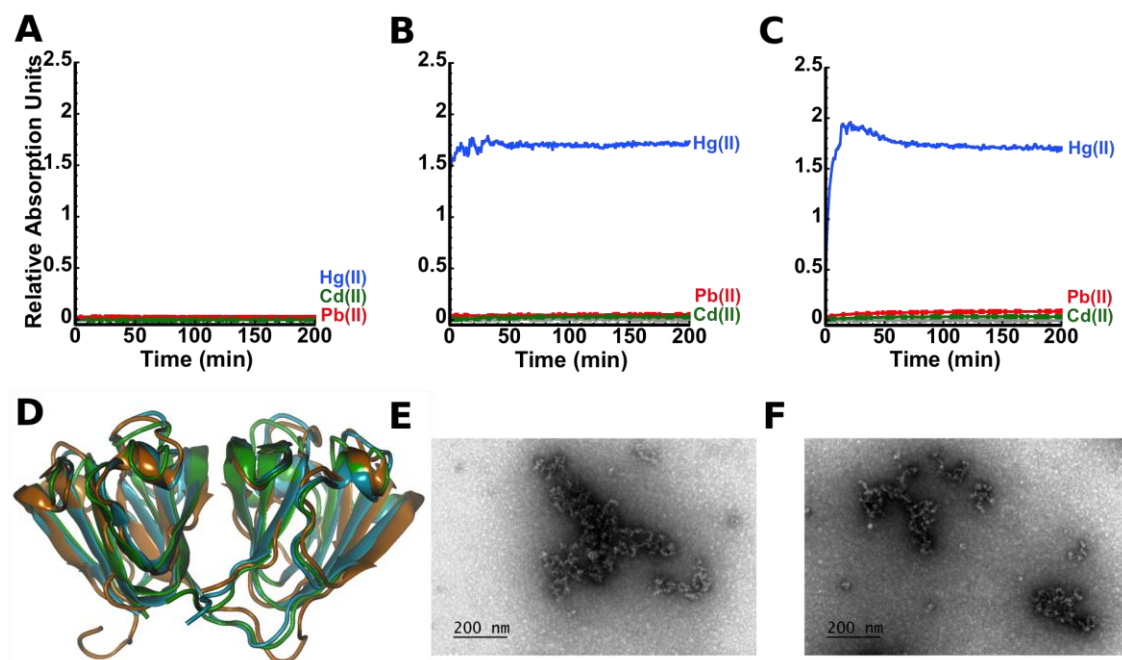 A
B
C
Relative Absorption Units
2.5
2
1.5
1
0.5
0
0
50
100
150
200
Time (min)
Hg(II)
Cd(II)
Pb(II)
2.5
2
1.5
1
0.5
0
0
50
100
150
200
Time (min)
Hg(II)
Pb(II)
Cd(II)
2.5
2
1.5
1
0.5
0
0
50
100
150
200
Time (min)
Hg(II)
Pb(II)
Cd(II)
D
E
F
200 nm
200 nm